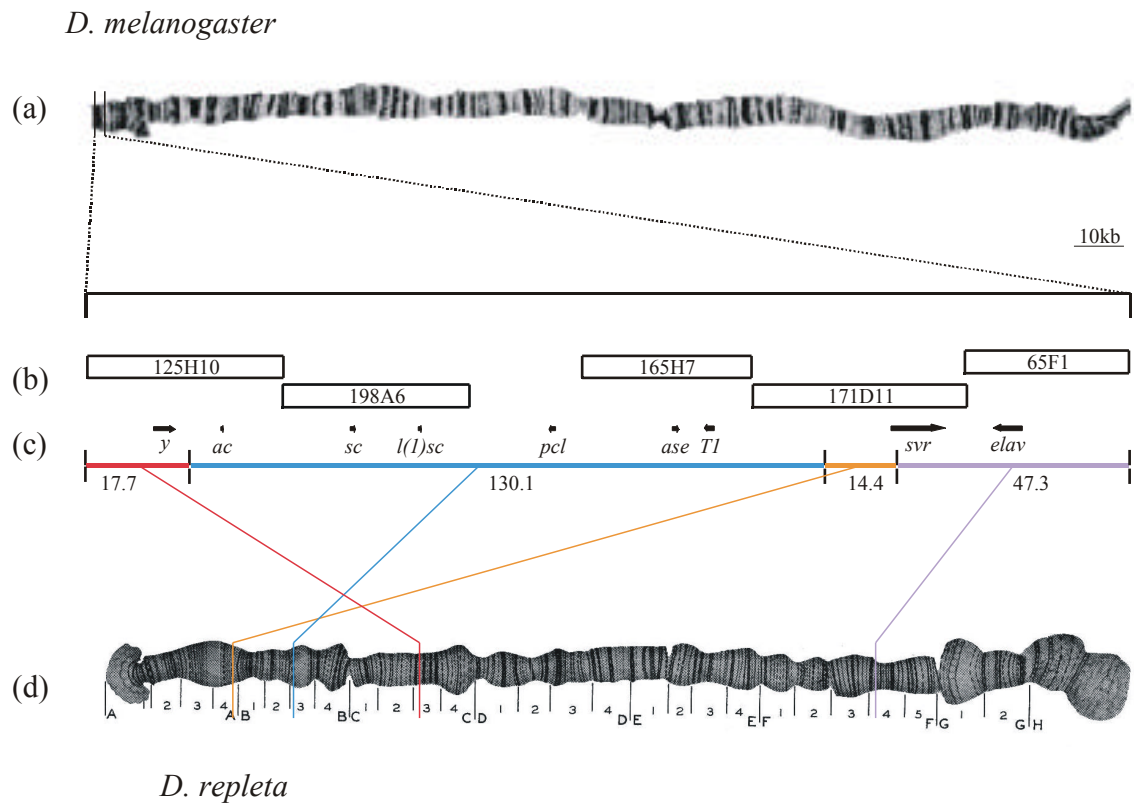 D. melanogaster
(a)
10kb
(b)
125H10
165H7
65F1
198A6
171D11
(c)
y ac sc l(1)sc pcl ase T1 svr elav
17.7 130.1 14.4 47.3
(d)
A 1 2 3 4 A B 1 2 3 4 B C 1 2 3 4 C D 1 2 3 4 D E 1 2 3 4 E F 1 2 3 4 5 F G 1 2 G H
D. repleta